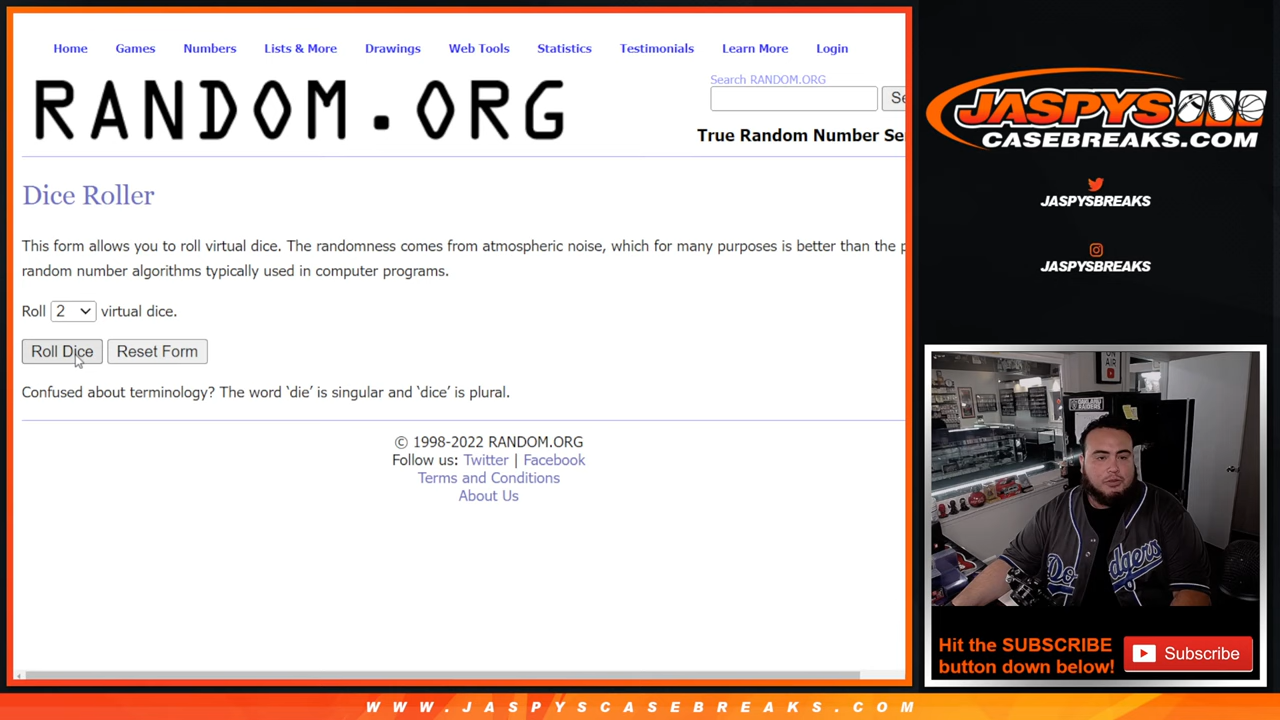 Home Games Numbers Lists & More Drawings Web Tools Statistics Testimonials Learn More Login
RANDOM.ORG
Search RANDOM.ORG
Se
True Random Number Se
Dice Roller
This form allows you to roll virtual dice. The randomness comes from atmospheric noise, which for many purposes is better than the p
random number algorithms typically used in computer programs.
Roll 2 virtual dice.
Roll Dice Reset Form
Confused about terminology? The word ‘die’ is singular and ‘dice’ is plural.
© 1998-2022 RANDOM.ORG
Follow us: Twitter | Facebook
Terms and Conditions
About Us
JASPYS
CASEBREAKS.COM
JASPYSBREAKS
JASPYSBREAKS
ON AIR
Dodgers
Hit the SUBSCRIBE
button down below!
Subscribe
WWW.JASPYSCASEBREAKS.COM